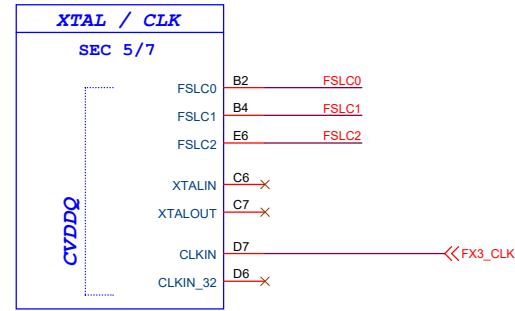 XTAL / CLK
SEC 5/7
CVDDQ
FSLC0 B2 FSLC0
FSLC1 B4 FSLC1
FSLC2 E6 FSLC2
XTALIN C6
XTALOUT C7
CLKIN D7 FX3_CLK
CLKIN_32 D6